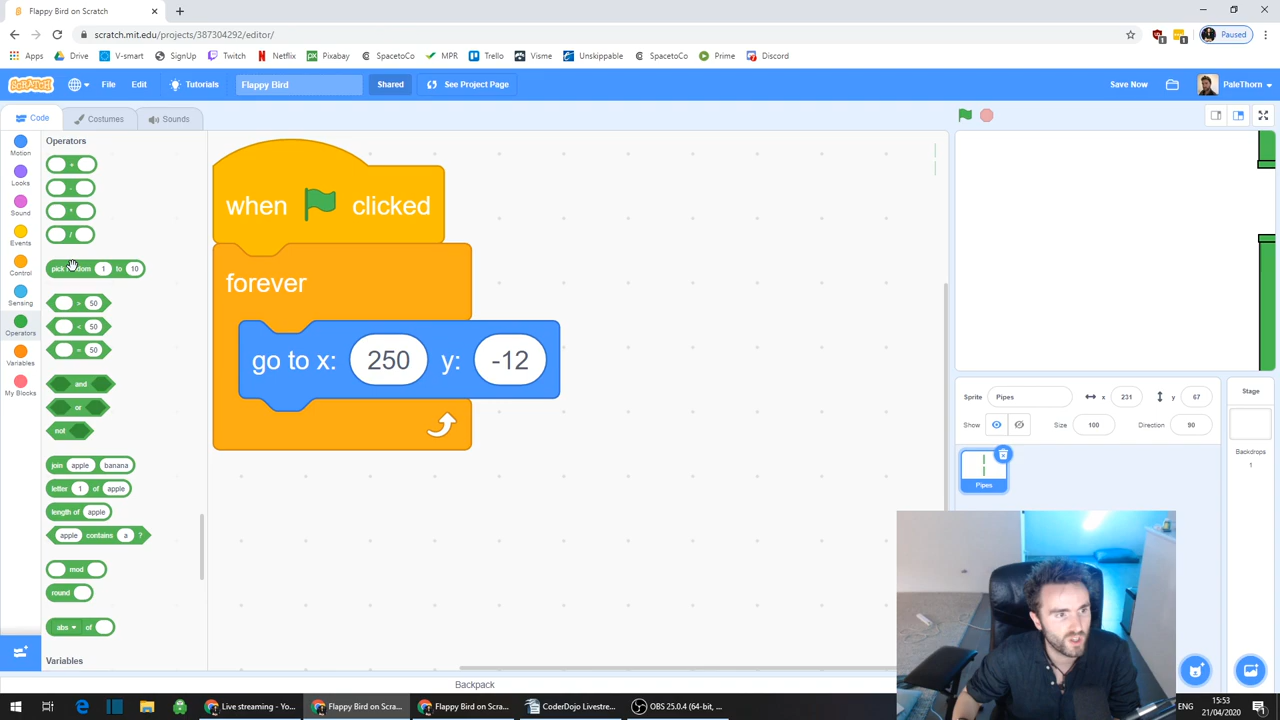 Flappy Bird on Scratch
scratch.mit.edu/projects/387304292/editor/
Paused
Apps Drive V-smart SignUp Twitch Netflix Pixabay SpacetoCo MPR Trello Visme Unskippable SpacetoCo Prime Discord
SCRATCH File Edit Tutorials Flappy Bird Shared See Project Page Save Now PaleThorn
Code Costumes Sounds
Motion
Looks
Sound
Events
Control
Sensing
Operators
Variables
My Blocks
Operators
+
-
*
/
pick 1 to 10
> 50
< 50
= 50
and
or
not
join apple banana
letter 1 of apple
length of apple
apple contains a ?
mod
round
abs of
Variables
when clicked
forever
go to x: 250 y: -12
Sprite Pipes x 231 y 67
Show Size 100 Direction 90
Pipes
Stage
Backdrops
1
Backpack
Live streaming - Yo... Flappy Bird on Scra... Flappy Bird on Scra... CoderDojo Livestre... OBS 25.0.4 (64-bit, ...
ENG
15:53
21/04/2020